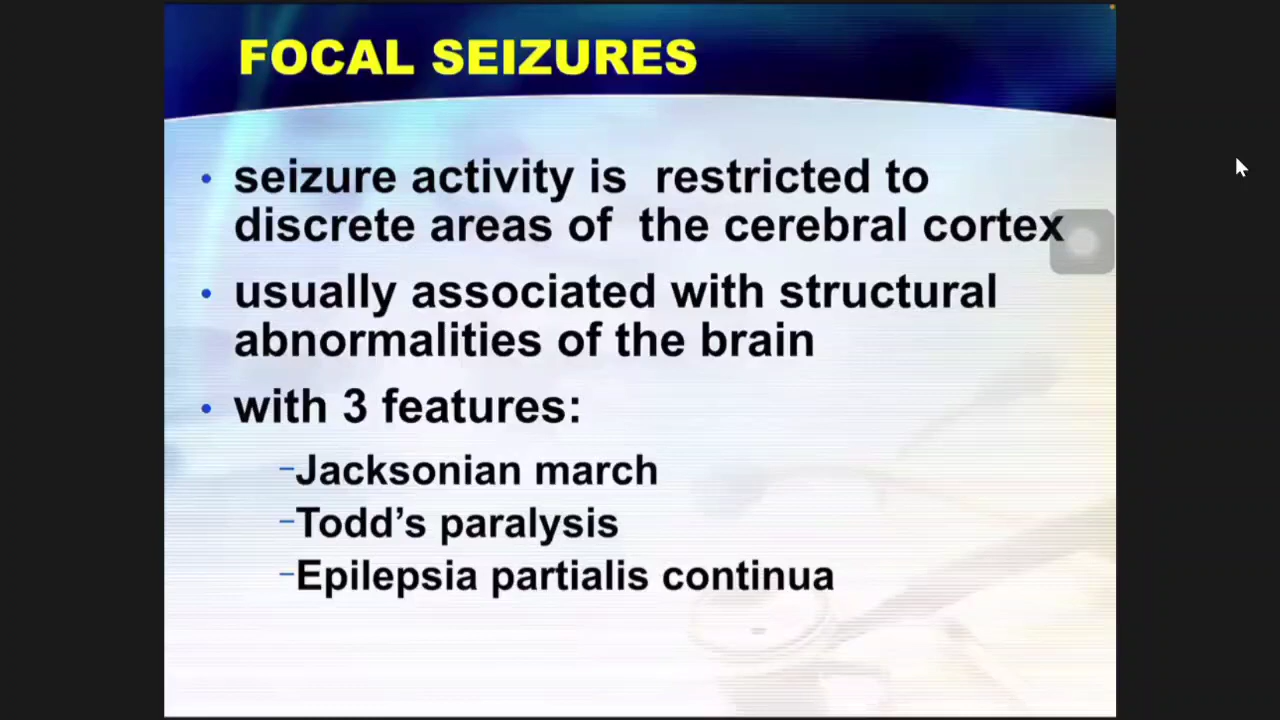 FOCAL SEIZURES
• seizure activity is  restricted to
discrete areas of  the cerebral cortex
• usually associated with structural
abnormalities of the brain
• with 3 features:
–Jacksonian march
–Todd’s paralysis
–Epilepsia partialis continua